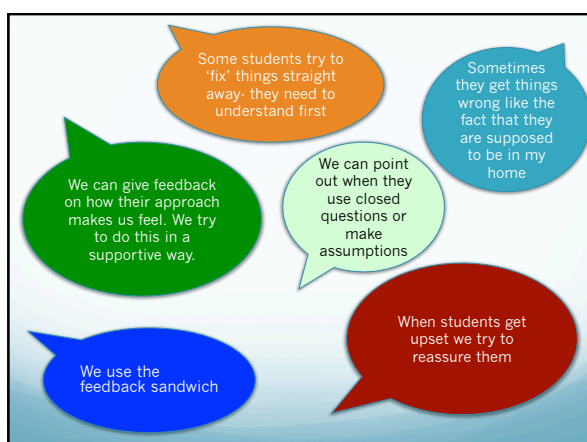 Some students try to
‘fix’ things straight
away- they need to
understand first
Sometimes
they get things
wrong like the
fact that they
are supposed
to be in my
home
We can give feedback
on how their approach
makes us feel. We try
to do this in a
supportive way.
We can point
out when they
use closed
questions or
make
assumptions
When students get
upset we try to
reassure them
We use the
feedback sandwich